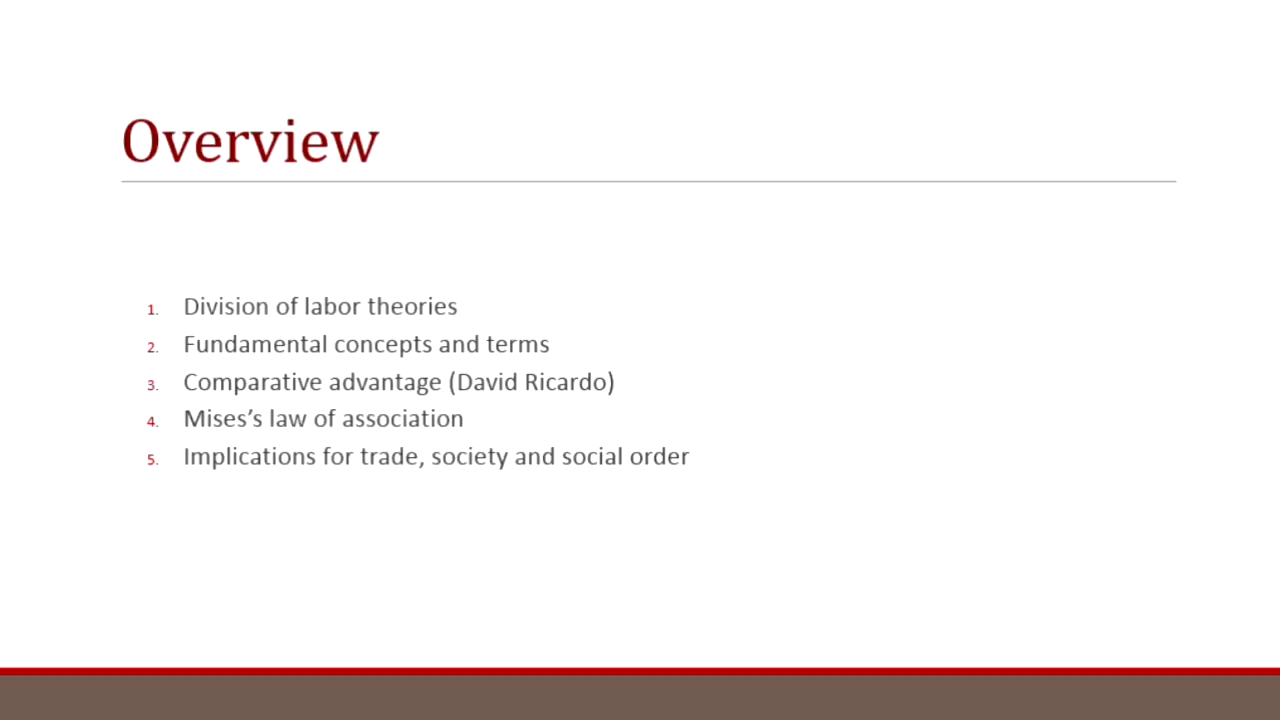 Overview
1. Division of labor theories
2. Fundamental concepts and terms
3. Comparative advantage (David Ricardo)
4. Mises’s law of association
5. Implications for trade, society and social order